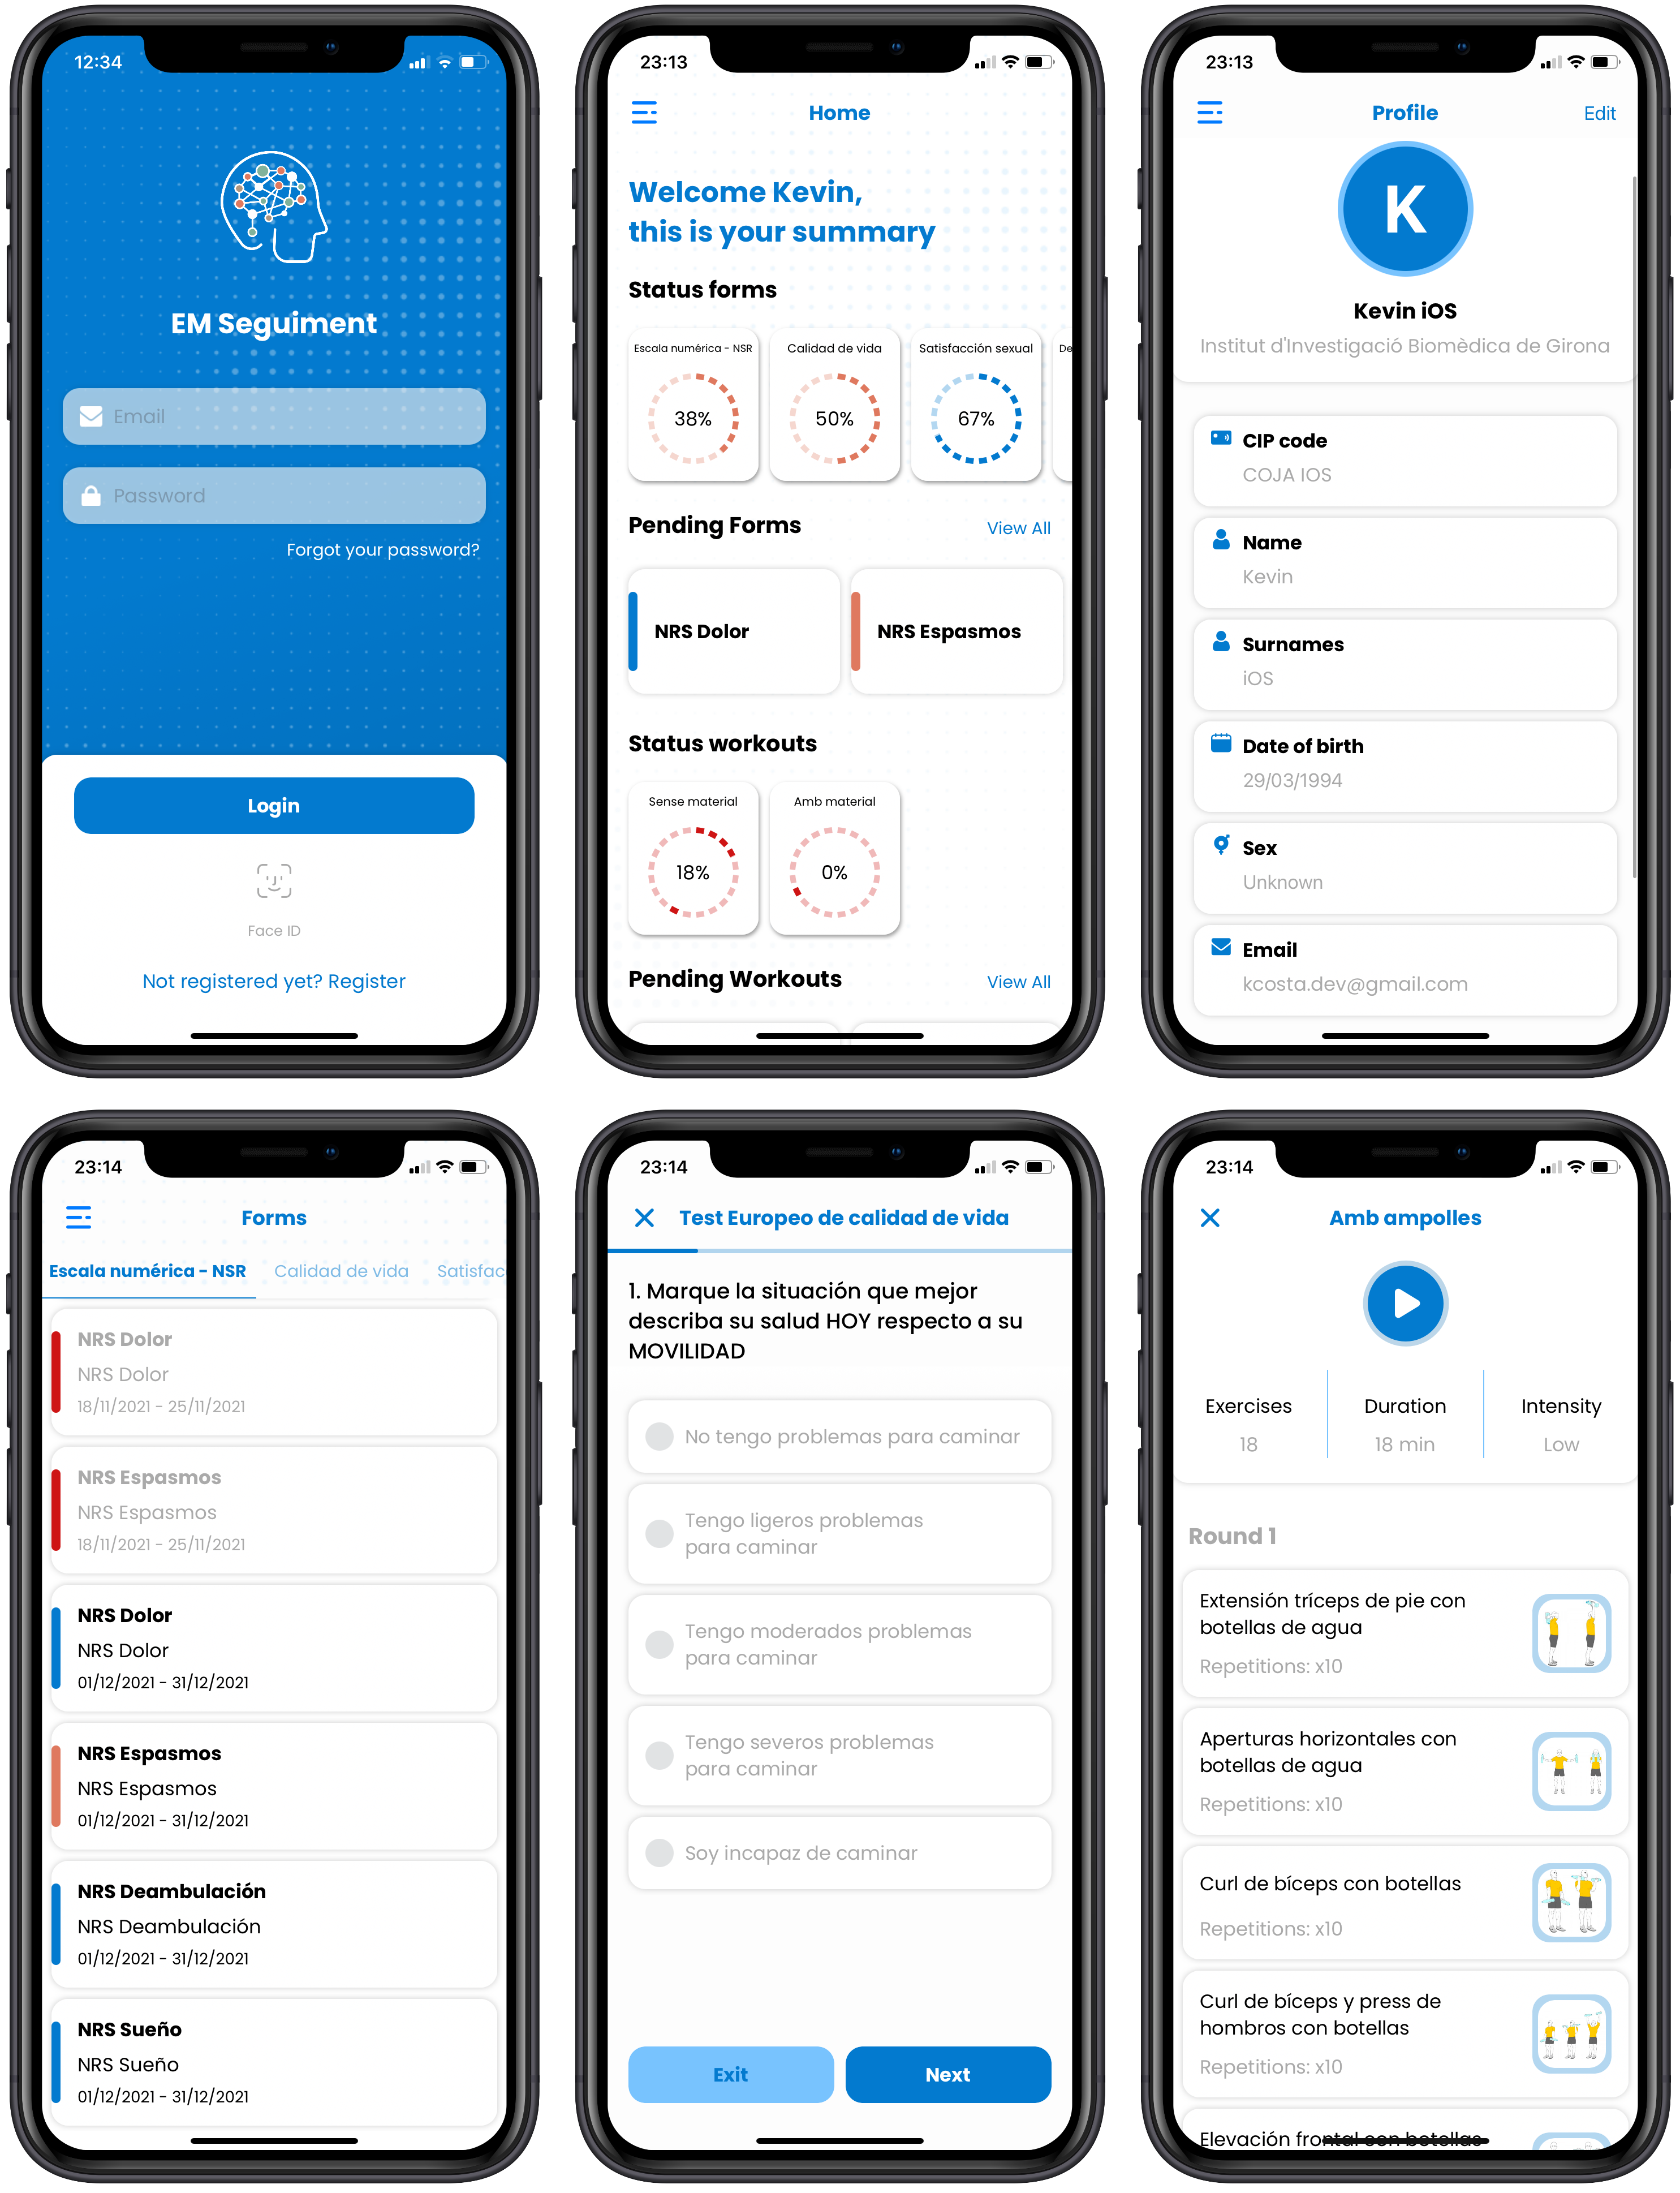 12:34
EM Seguiment
Email
Password
Forgot your password?
Login
Face ID
Not registered yet? Register
23:13
Home
Welcome Kevin,
this is your summary
Status forms
Escala numérica - NSR
38%
Calidad de vida
50%
Satisfacción sexual
67%
De
Pending Forms
View All
NRS Dolor
NRS Espasmos
Status workouts
Sense material
18%
Amb material
0%
Pending Workouts
View All
23:13
Profile
Edit
K
Kevin iOS
Institut d'Investigació Biomèdica de Girona
CIP code
COJA IOS
Name
Kevin
Surnames
iOS
Date of birth
29/03/1994
Sex
Unknown
Email
kcosta.dev@gmail.com
23:14
Forms
Escala numérica - NSR
Calidad de vida
Satisfac
NRS Dolor
NRS Dolor
18/11/2021 - 25/11/2021
NRS Espasmos
NRS Espasmos
18/11/2021 - 25/11/2021
NRS Dolor
NRS Dolor
01/12/2021 - 31/12/2021
NRS Espasmos
NRS Espasmos
01/12/2021 - 31/12/2021
NRS Deambulación
NRS Deambulación
01/12/2021 - 31/12/2021
NRS Sueño
NRS Sueño
01/12/2021 - 31/12/2021
23:14
Test Europeo de calidad de vida
1. Marque la situación que mejor
describa su salud HOY respecto a su
MOVILIDAD
No tengo problemas para caminar
Tengo ligeros problemas
para caminar
Tengo moderados problemas
para caminar
Tengo severos problemas
para caminar
Soy incapaz de caminar
Exit
Next
23:14
Amb ampolles
Exercises
18
Duration
18 min
Intensity
Low
Round 1
Extensión tríceps de pie con
botellas de agua
Repetitions: x10
Aperturas horizontales con
botellas de agua
Repetitions: x10
Curl de bíceps con botellas
Repetitions: x10
Curl de bíceps y press de
hombros con botellas
Repetitions: x10
Elevación frontal con botellas